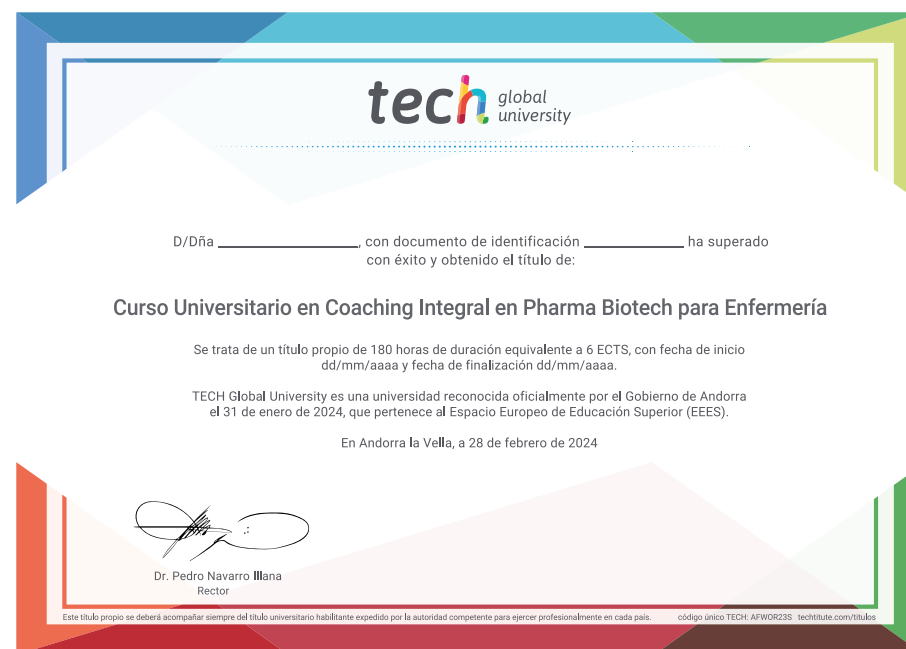 tech global
university
D/Dña ______________, con documento de identificación __________ ha superado
con éxito y obtenido el título de:
Curso Universitario en Coaching Integral en Pharma Biotech para Enfermería
Se trata de un título propio de 180 horas de duración equivalente a 6 ECTS, con fecha de inicio
dd/mm/aaaa y fecha de finalización dd/mm/aaaa.
TECH Global University es una universidad reconocida oficialmente por el Gobierno de Andorra
el 31 de enero de 2024, que pertenece al Espacio Europeo de Educación Superior (EEES).
En Andorra la Vella, a 28 de febrero de 2024
Dr. Pedro Navarro Illana
Rector
Este título propio se deberá acompañar siempre del título universitario habilitante expedido por la autoridad competente para ejercer profesionalmente en cada país. código único TECH: AFWOR23S techtitute.com/titulos